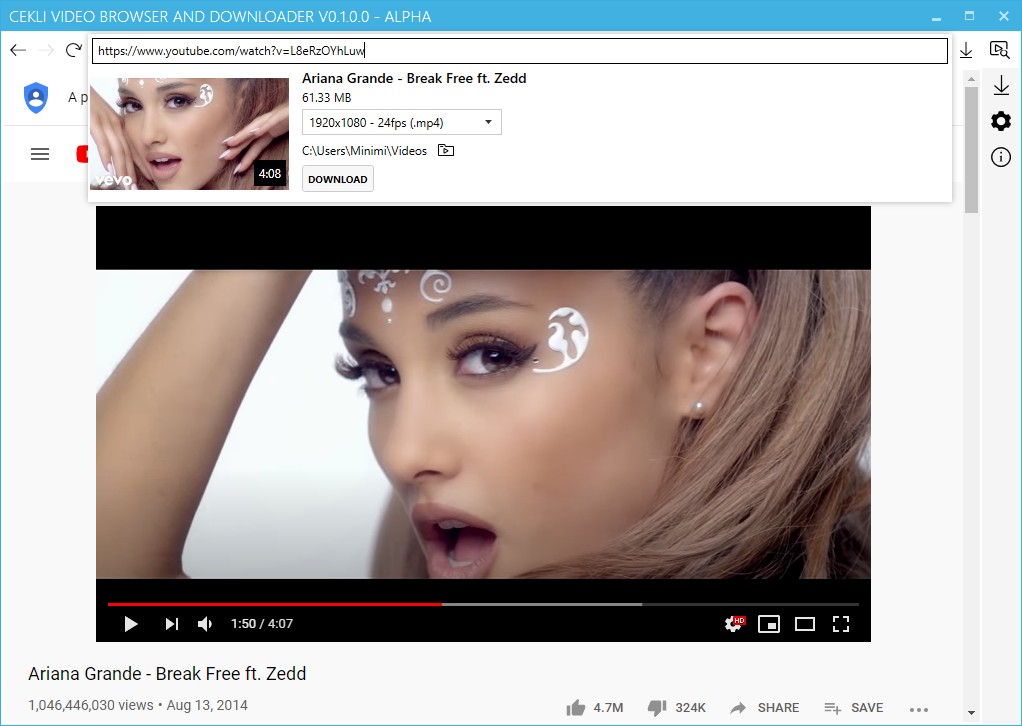 CEKLI VIDEO BROWSER AND DOWNLOADER V0.1.0.0 - ALPHA
https://www.youtube.com/watch?v=L8eRzOYhLuw
Ariana Grande - Break Free ft. Zedd
61.33 MB
A p
1920x1080 - 24fps (.mp4)
C:\Users\Minimi\Videos
vevo
4:08
DOWNLOAD
1:50 / 4:07
HD
Ariana Grande - Break Free ft. Zedd
1,046,446,030 views • Aug 13, 2014
4.7M
324K
SHARE
SAVE